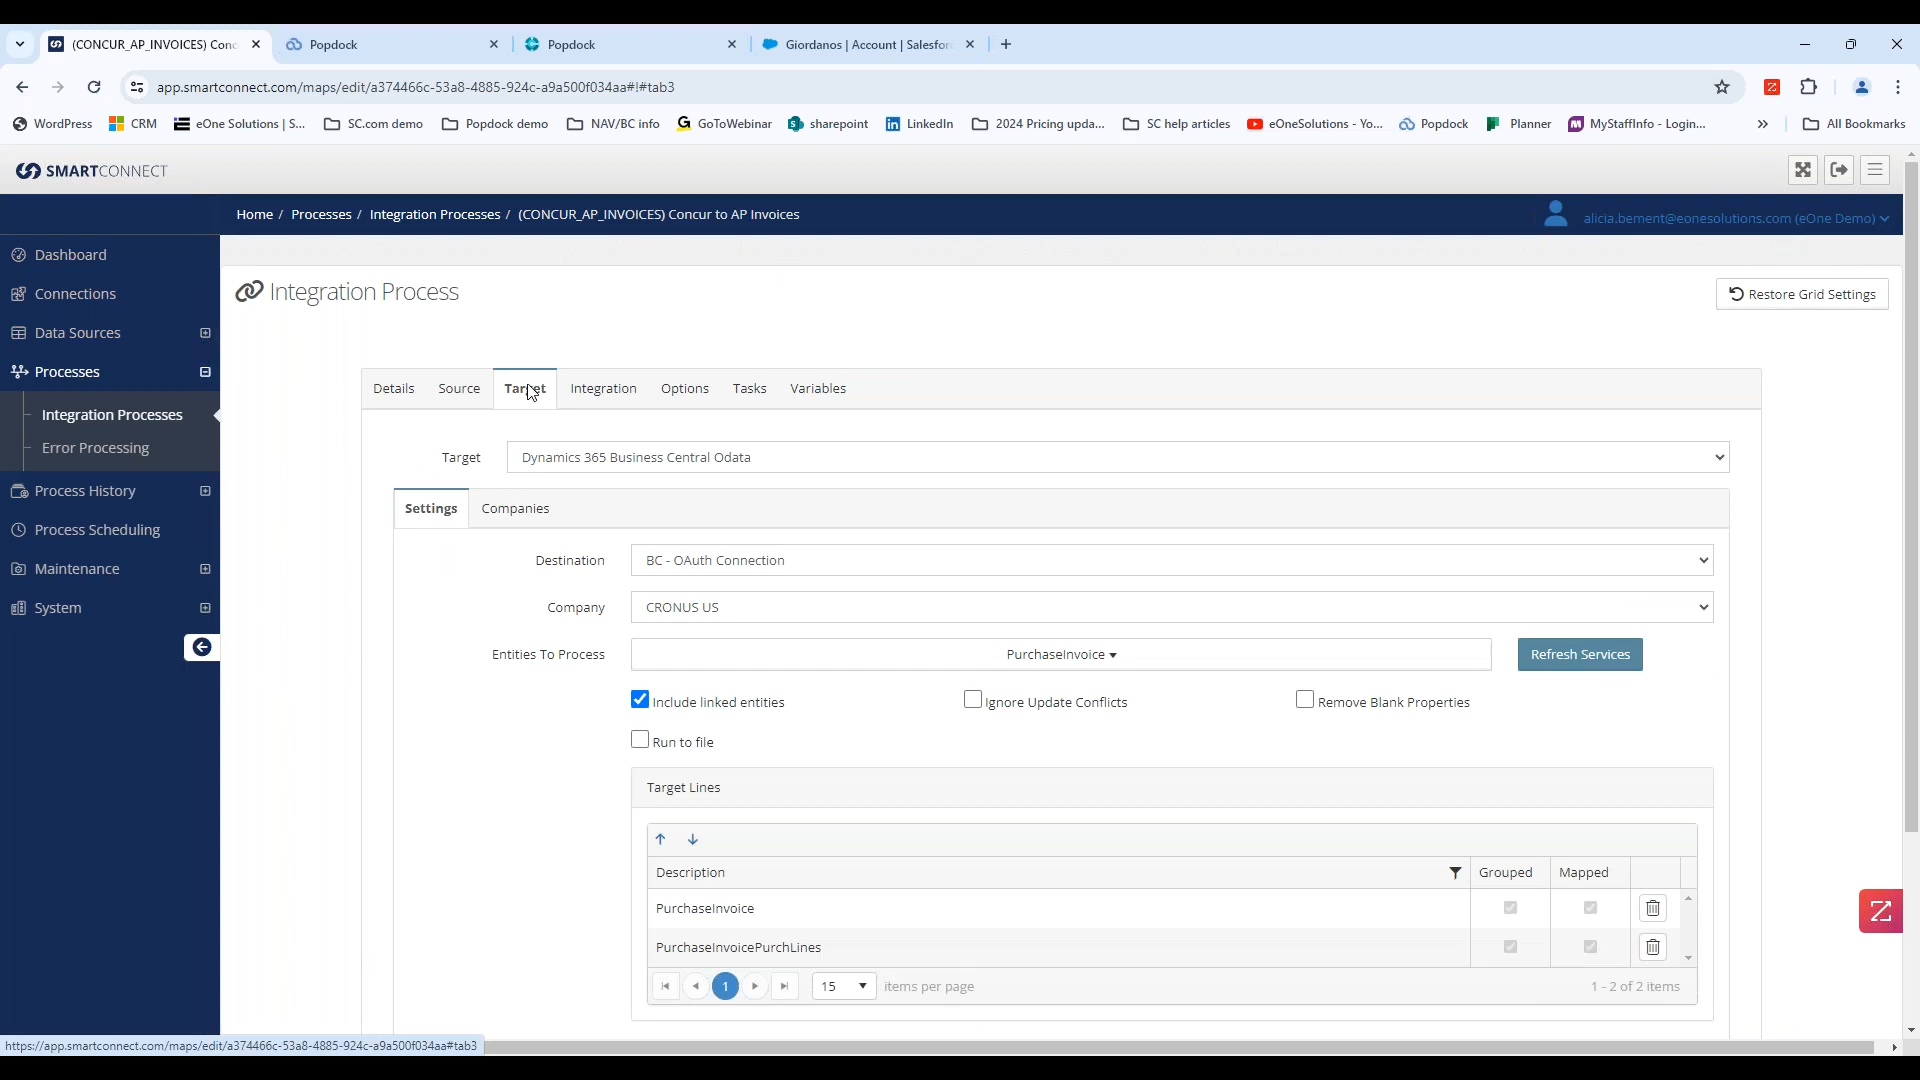 (CONCUR_AP_INVOICES) Conc
Popdock
Popdock
Giordanos | Account | Salesfor
app.smartconnect.com/maps/edit/a374466c-53a8-4885-924c-a9a500f034aa#!#tab3
WordPress
CRM
eOne Solutions | S...
SC.com demo
Popdock demo
NAV/BC info
GoToWebinar
sharepoint
LinkedIn
2024 Pricing upda...
SC help articles
eOneSolutions - Yo...
Popdock
Planner
MyStaffInfo - Login...
»
All Bookmarks
SMARTCONNECT
Home / Processes / Integration Processes / (CONCUR_AP_INVOICES) Concur to AP Invoices
alicia.bement@eonesolutions.com (eOne Demo)
Dashboard
Connections
Data Sources
Processes
Integration Processes
Error Processing
Process History
Process Scheduling
Maintenance
System
Integration Process
Restore Grid Settings
Details Source Target Integration Options Tasks Variables
Target Dynamics 365 Business Central Odata
Settings Companies
Destination BC - OAuth Connection
Company CRONUS US
Entities To Process PurchaseInvoice Refresh Services
Include linked entities Ignore Update Conflicts Remove Blank Properties
Run to file
Target Lines
Description Grouped Mapped
PurchaseInvoice
PurchaseInvoicePurchLines
1 15 items per page 1 - 2 of 2 items
https://app.smartconnect.com/maps/edit/a374466c-53a8-4885-924c-a9a500f034aa#tab3